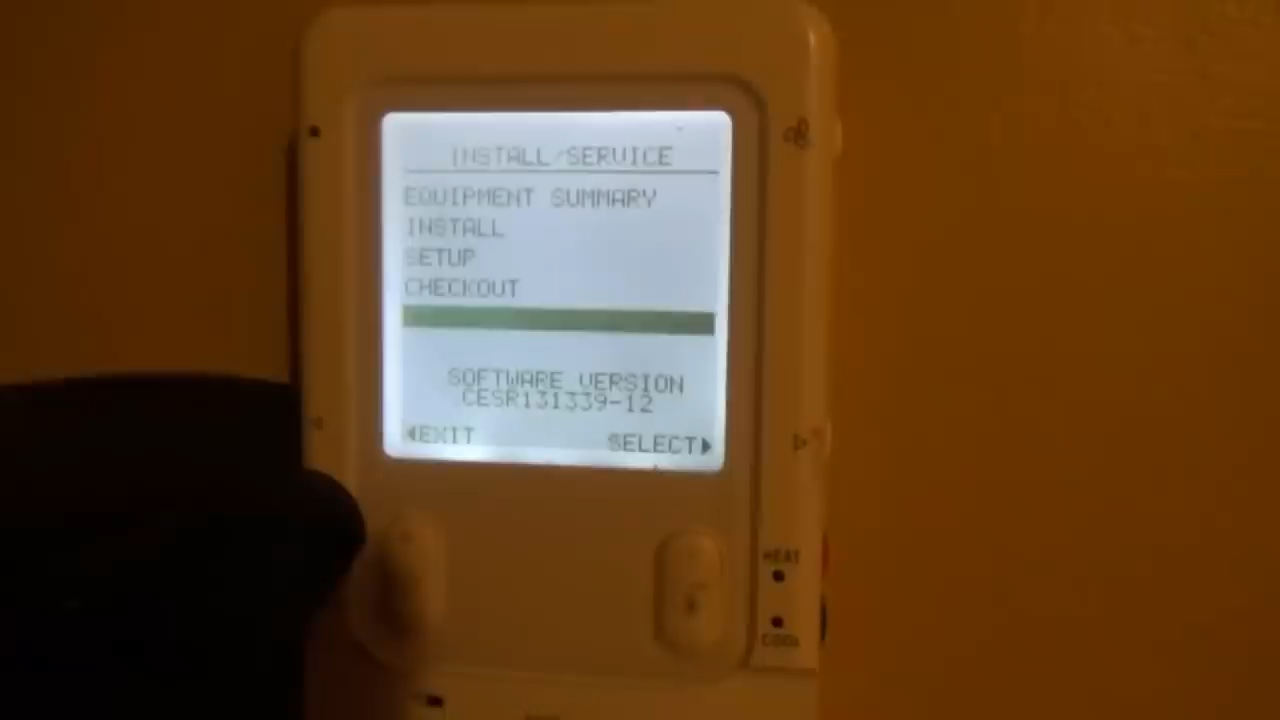 INSTALL/SERVICE
EQUIPMENT SUMMARY
INSTALL
SETUP
CHECKOUT
SOFTWARE VERSION
CESR131339-12
◀EXIT
SELECT▶
HEAT
COOL